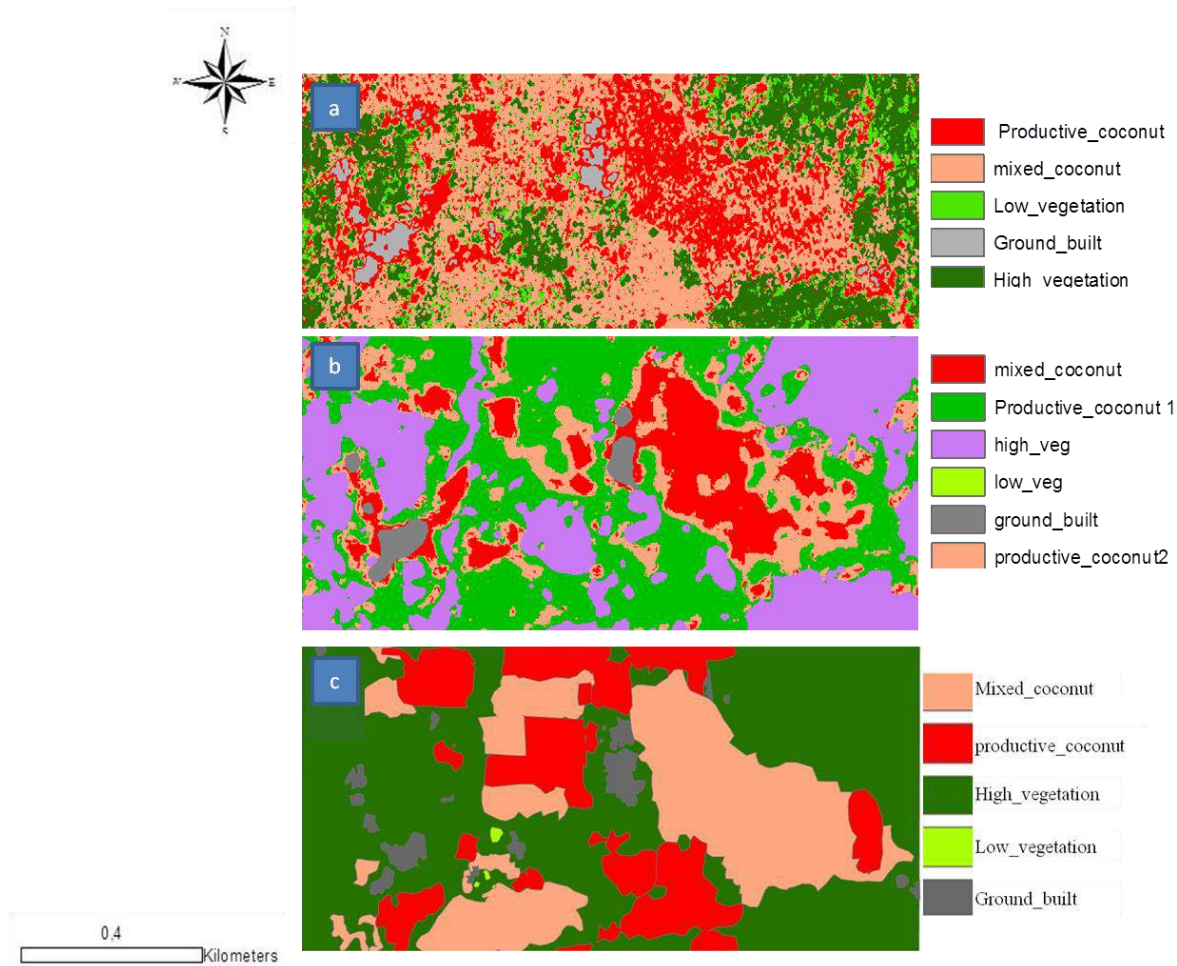 N
W E
S
a
Productive_coconut
mixed_coconut
Low_vegetation
Ground_built
High_vegetation
b
mixed_coconut
Productive_coconut 1
high_veg
low_veg
ground_built
productive_coconut2
c
Mixed_coconut
productive_coconut
High_vegetation
Low_vegetation
Ground_built
0,4
Kilometers